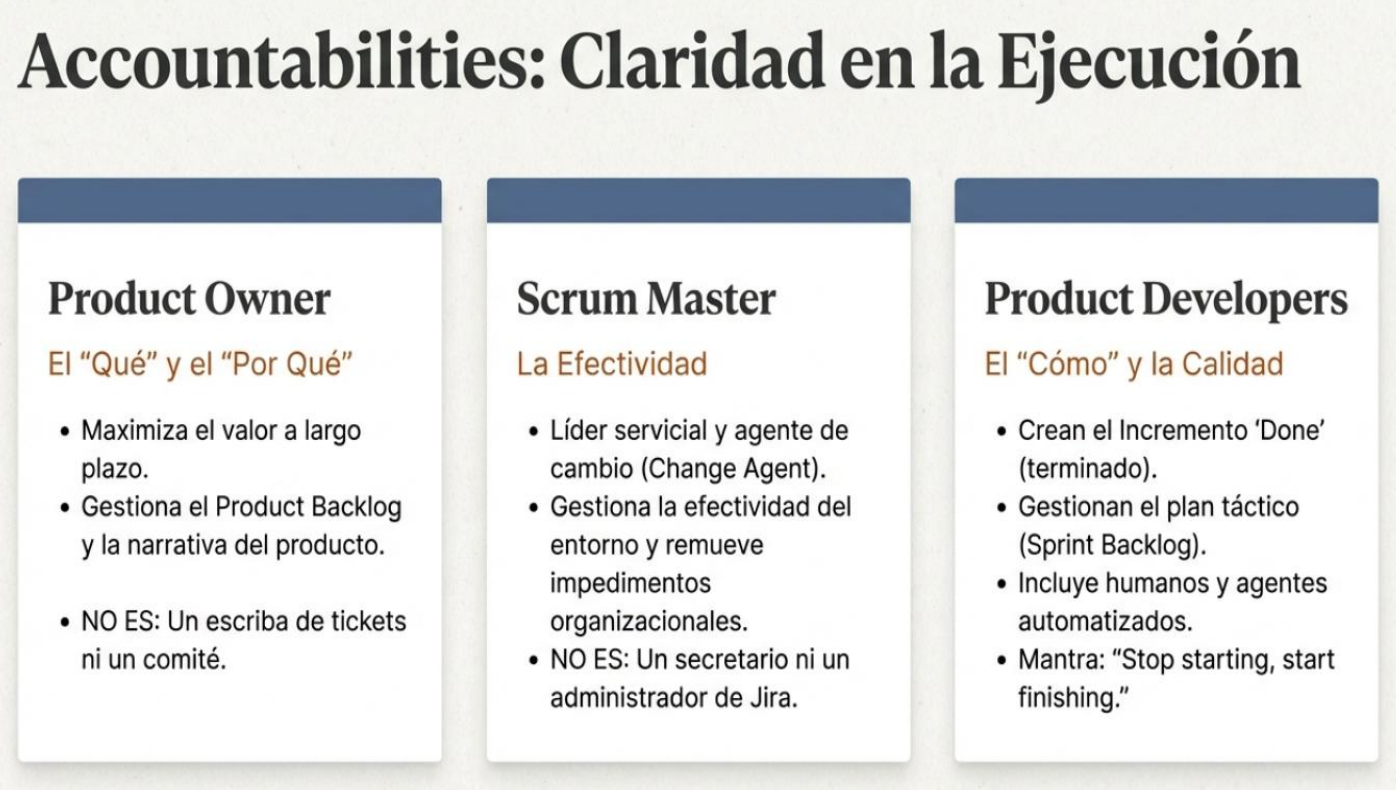 Accountabilities: Claridad en la Ejecución
Product Owner
El “Qué” y el “Por Qué”
• Maximiza el valor a largo
plazo.
• Gestiona el Product Backlog
y la narrativa del producto.
• NO ES: Un escriba de tickets
ni un comité.
Scrum Master
La Efectividad
• Líder servicial y agente de
cambio (Change Agent).
• Gestiona la efectividad del
entorno y remueve
impedimentos
organizacionales.
• NO ES: Un secretario ni un
administrador de Jira.
Product Developers
El “Cómo” y la Calidad
• Crean el Incremento ‘Done’
(terminado).
• Gestionan el plan táctico
(Sprint Backlog).
• Incluye humanos y agentes
automatizados.
• Mantra: “Stop starting, start
finishing.”